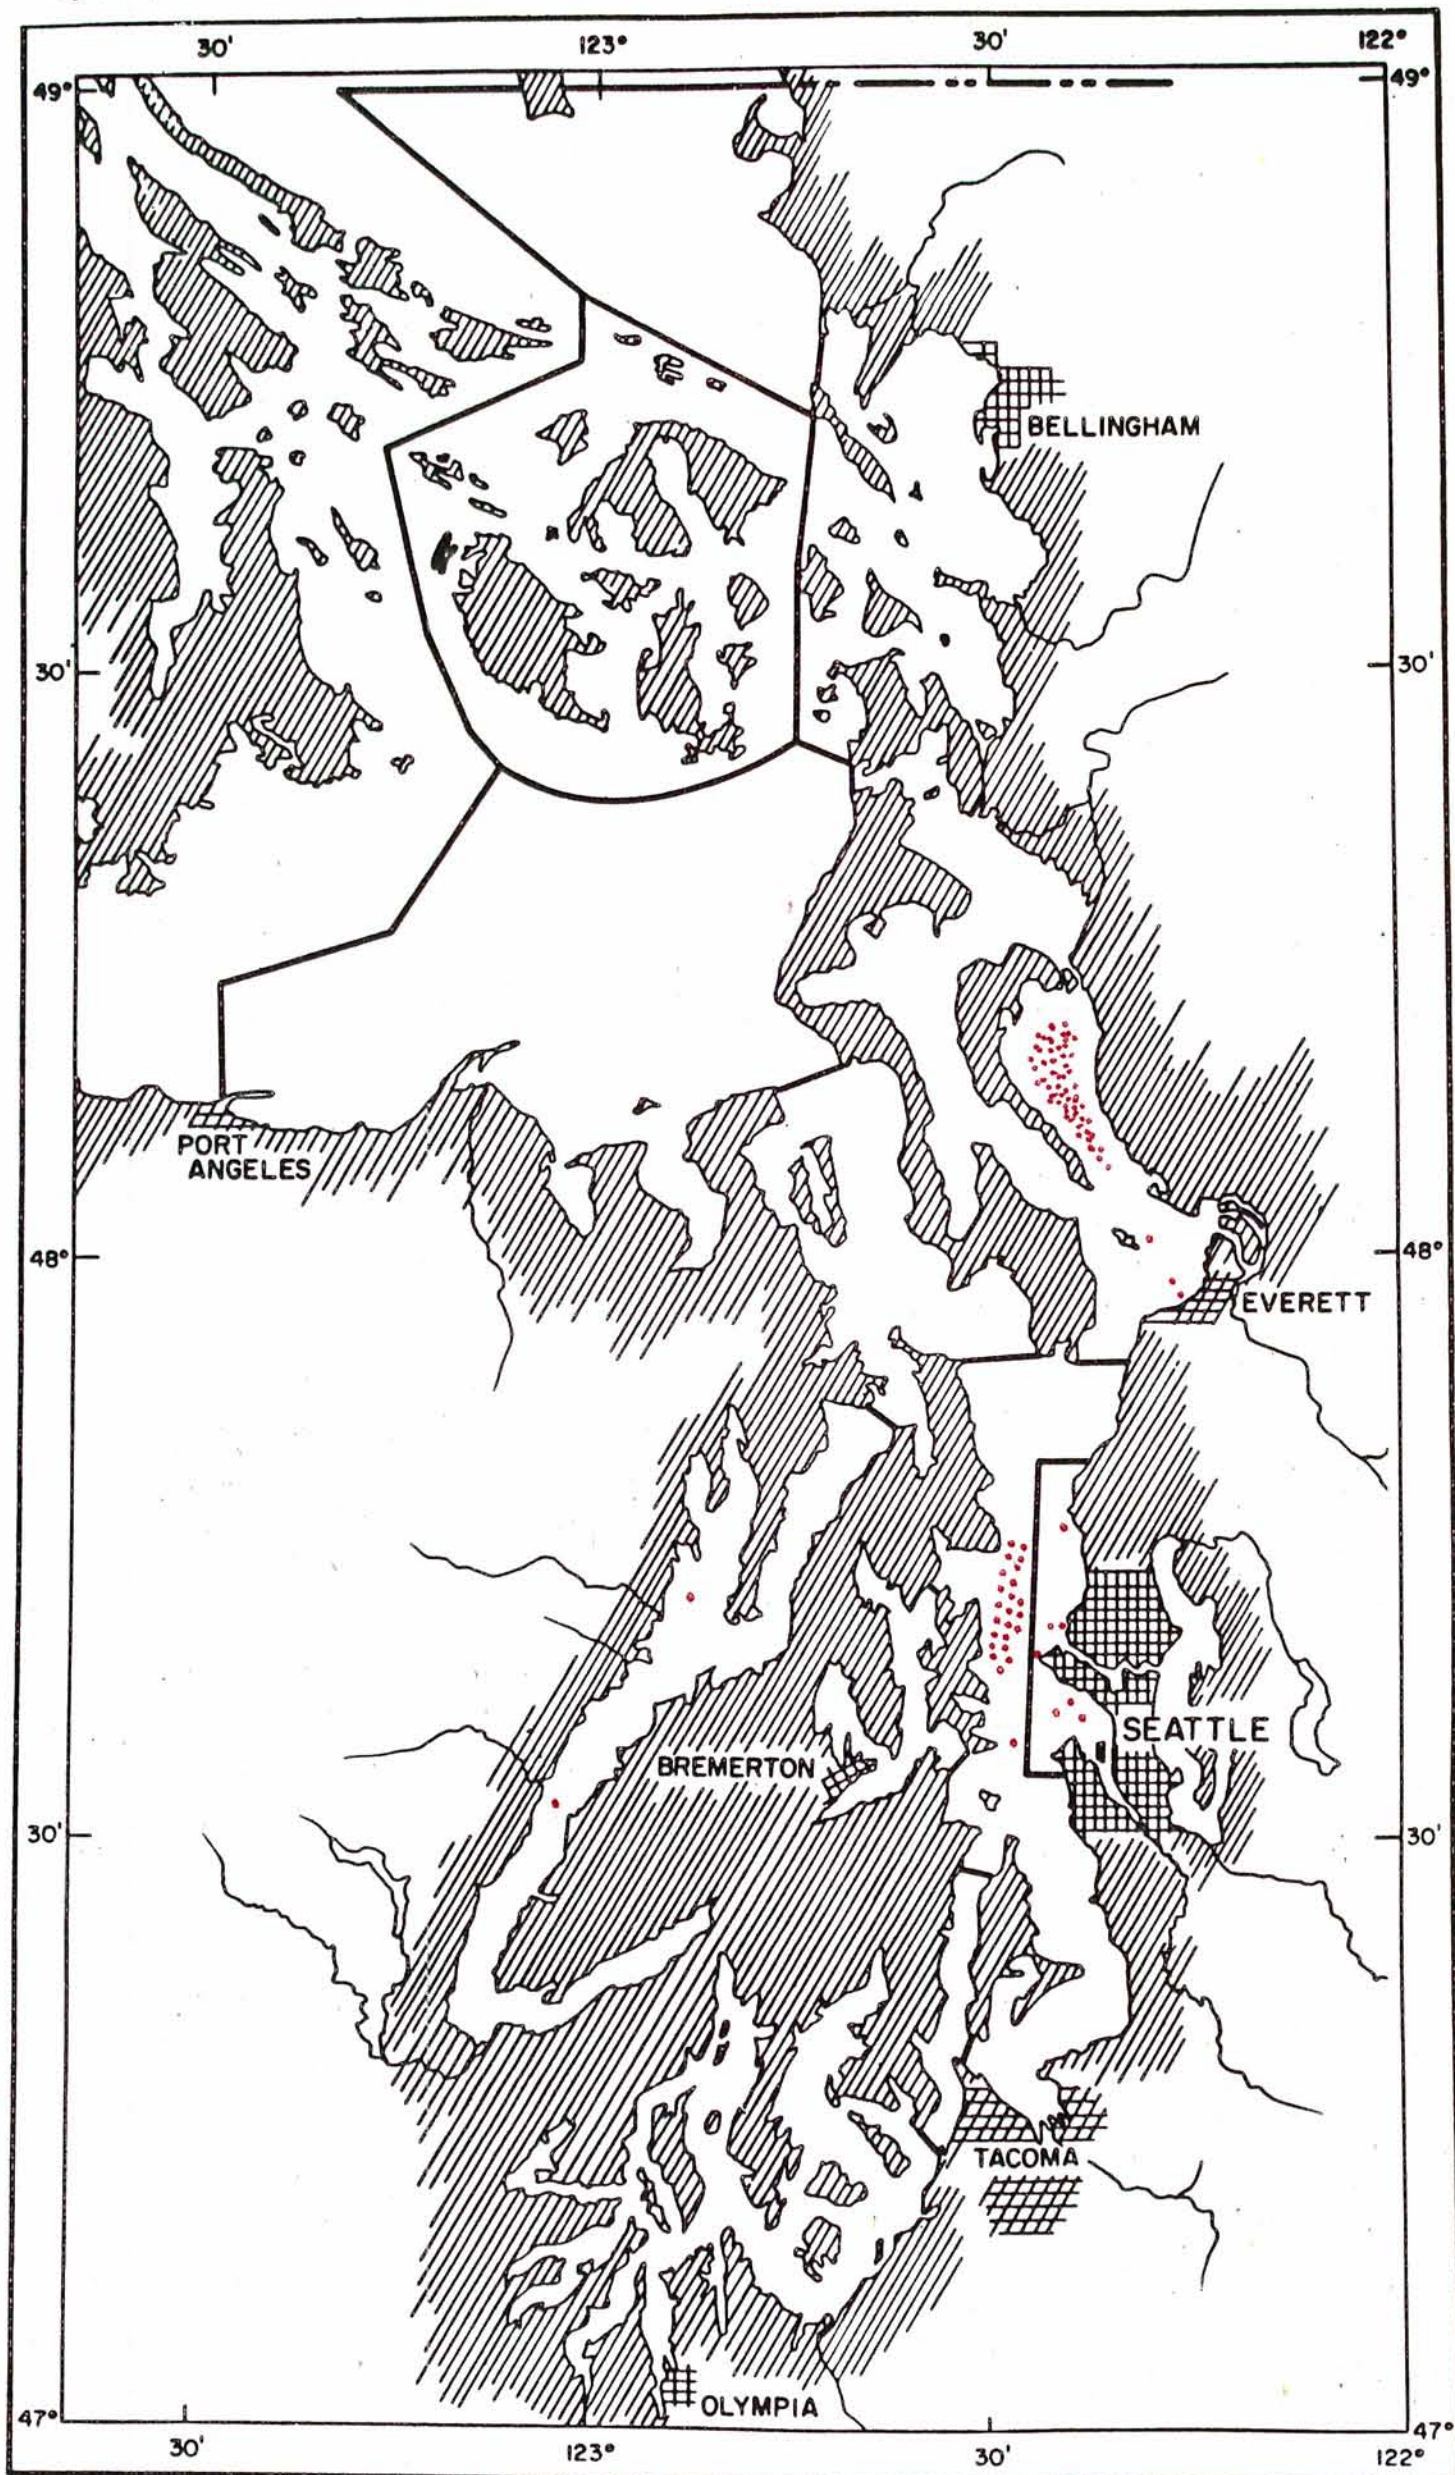 30' 123° 30' 122°
49° 49°
BELLINGHAM
30' 30'
PORT
ANGELES
48° 48°
EVERETT
SEATTLE
BREMERTON
30' 30'
TACOMA
OLYMPIA
47° 47°
30' 123° 30' 122°